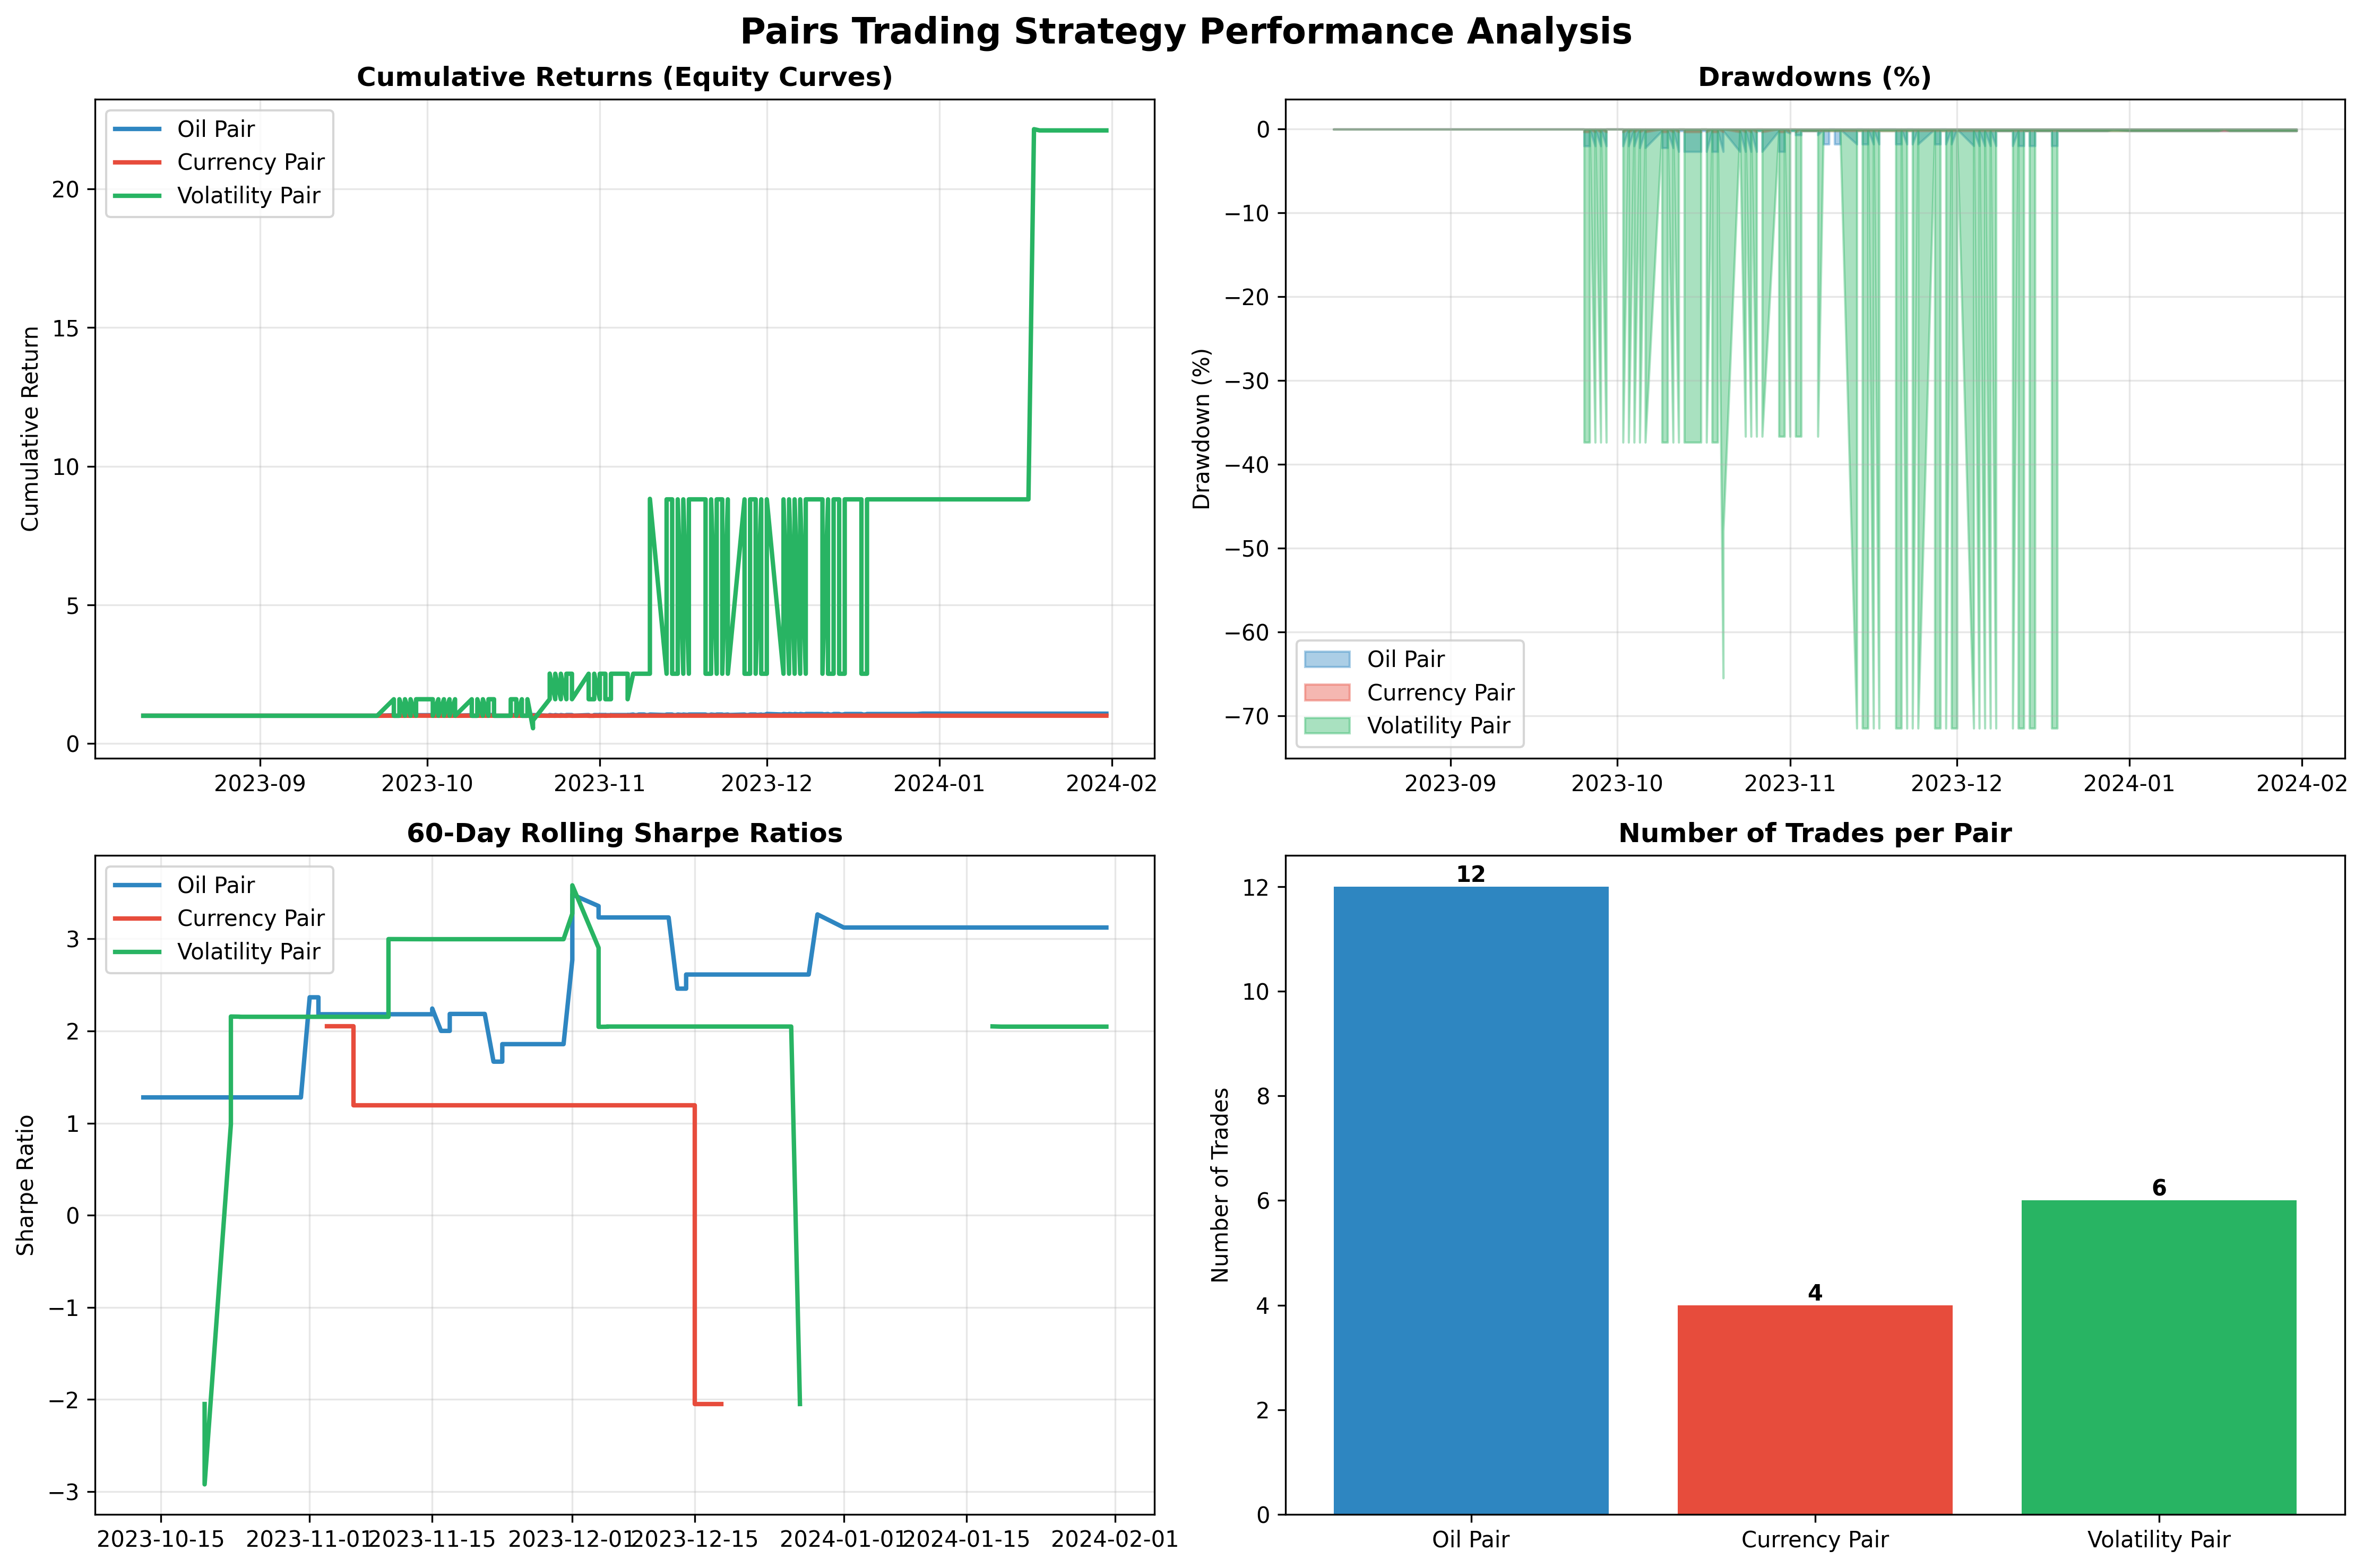 Pairs Trading Strategy Performance Analysis
Cumulative Returns (Equity Curves)
Oil Pair
Currency Pair
Volatility Pair
Cumulative Return
20
15
10
5
0
2023-09
2023-10
2023-11
2023-12
2024-01
2024-02
Drawdowns (%)
Drawdown (%)
0
−10
−20
−30
−40
−50
−60
−70
Oil Pair
Currency Pair
Volatility Pair
2023-09
2023-10
2023-11
2023-12
2024-01
2024-02
60-Day Rolling Sharpe Ratios
Oil Pair
Currency Pair
Volatility Pair
Sharpe Ratio
3
2
1
0
−1
−2
−3
2023-10-15
2023-11-01
2023-11-15
2023-12-01
2023-12-15
2024-01-01
2024-01-15
2024-02-01
Number of Trades per Pair
Number of Trades
12
10
8
6
4
2
0
12
4
6
Oil Pair
Currency Pair
Volatility Pair